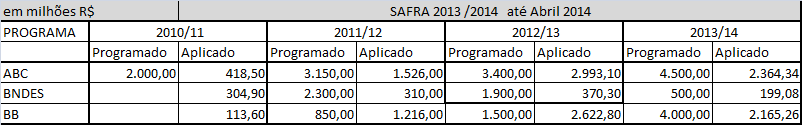 em milhões R$ SAFRA 2013 /2014 até Abril 2014
PROGRAMA 2010/11 2011/12 2012/13 2013/14
Programado Aplicado Programado Aplicado Programado Aplicado Programado Aplicado
ABC 2.000,00 418,50 3.150,00 1.526,00 3.400,00 2.993,10 4.500,00 2.364,34
BNDES 304,90 2.300,00 310,00 1.900,00 370,30 500,00 199,08
BB 113,60 850,00 1.216,00 1.500,00 2.622,80 4.000,00 2.165,26